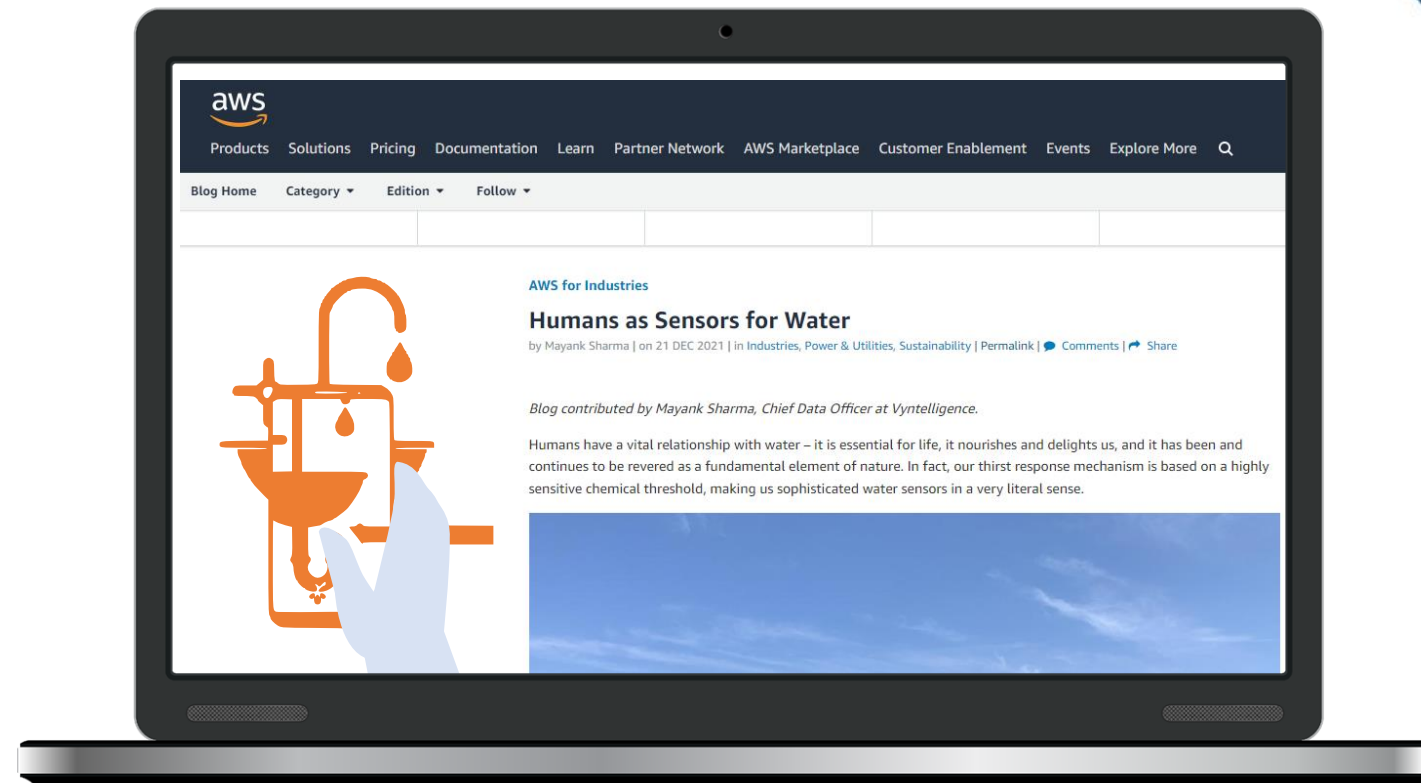 aws
Products Solutions Pricing Documentation Learn Partner Network AWS Marketplace Customer Enablement Events Explore More
Blog Home Category Edition Follow
AWS for Industries
Humans as Sensors for Water
by Mayank Sharma | on 21 DEC 2021 | in Industries, Power & Utilities, Sustainability | Permalink | Comments | Share
Blog contributed by Mayank Sharma, Chief Data Officer at Vyntelligence.
Humans have a vital relationship with water – it is essential for life, it nourishes and delights us, and it has been and
continues to be revered as a fundamental element of nature. In fact, our thirst response mechanism is based on a highly
sensitive chemical threshold, making us sophisticated water sensors in a very literal sense.